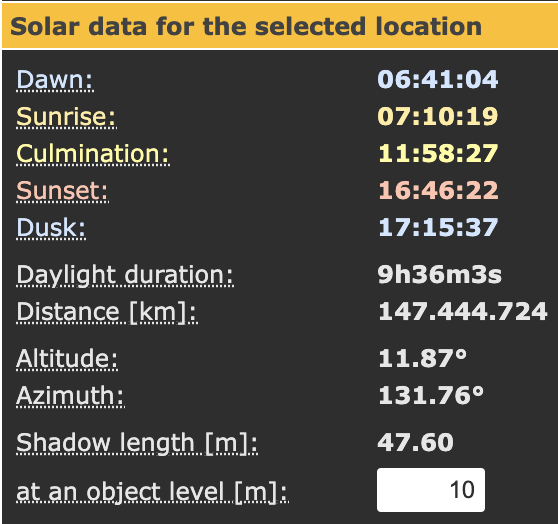 Solar data for the selected location
Dawn: 06:41:04
Sunrise: 07:10:19
Culmination: 11:58:27
Sunset: 16:46:22
Dusk: 17:15:37
Daylight duration: 9h36m3s
Distance [km]: 147.444.724
Altitude: 11.87°
Azimuth: 131.76°
Shadow length [m]: 47.60
at an object level [m]: 10